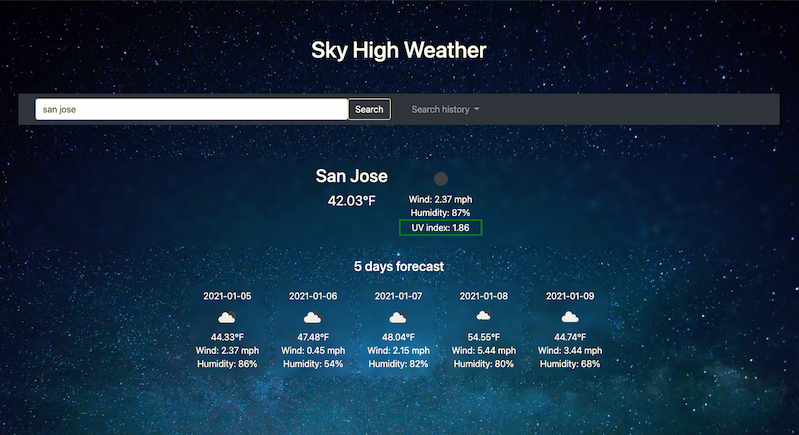 Sky High Weather
san jose Search Search history
San Jose
42.03°F
Wind: 2.37 mph
Humidity: 87%
UV index: 1.86
5 days forecast
2021-01-05 2021-01-06 2021-01-07 2021-01-08 2021-01-09
44.33°F 47.48°F 48.04°F 54.55°F 44.74°F
Wind: 2.37 mph Wind: 0.45 mph Wind: 2.15 mph Wind: 5.44 mph Wind: 3.44 mph
Humidity: 86% Humidity: 54% Humidity: 82% Humidity: 80% Humidity: 68%